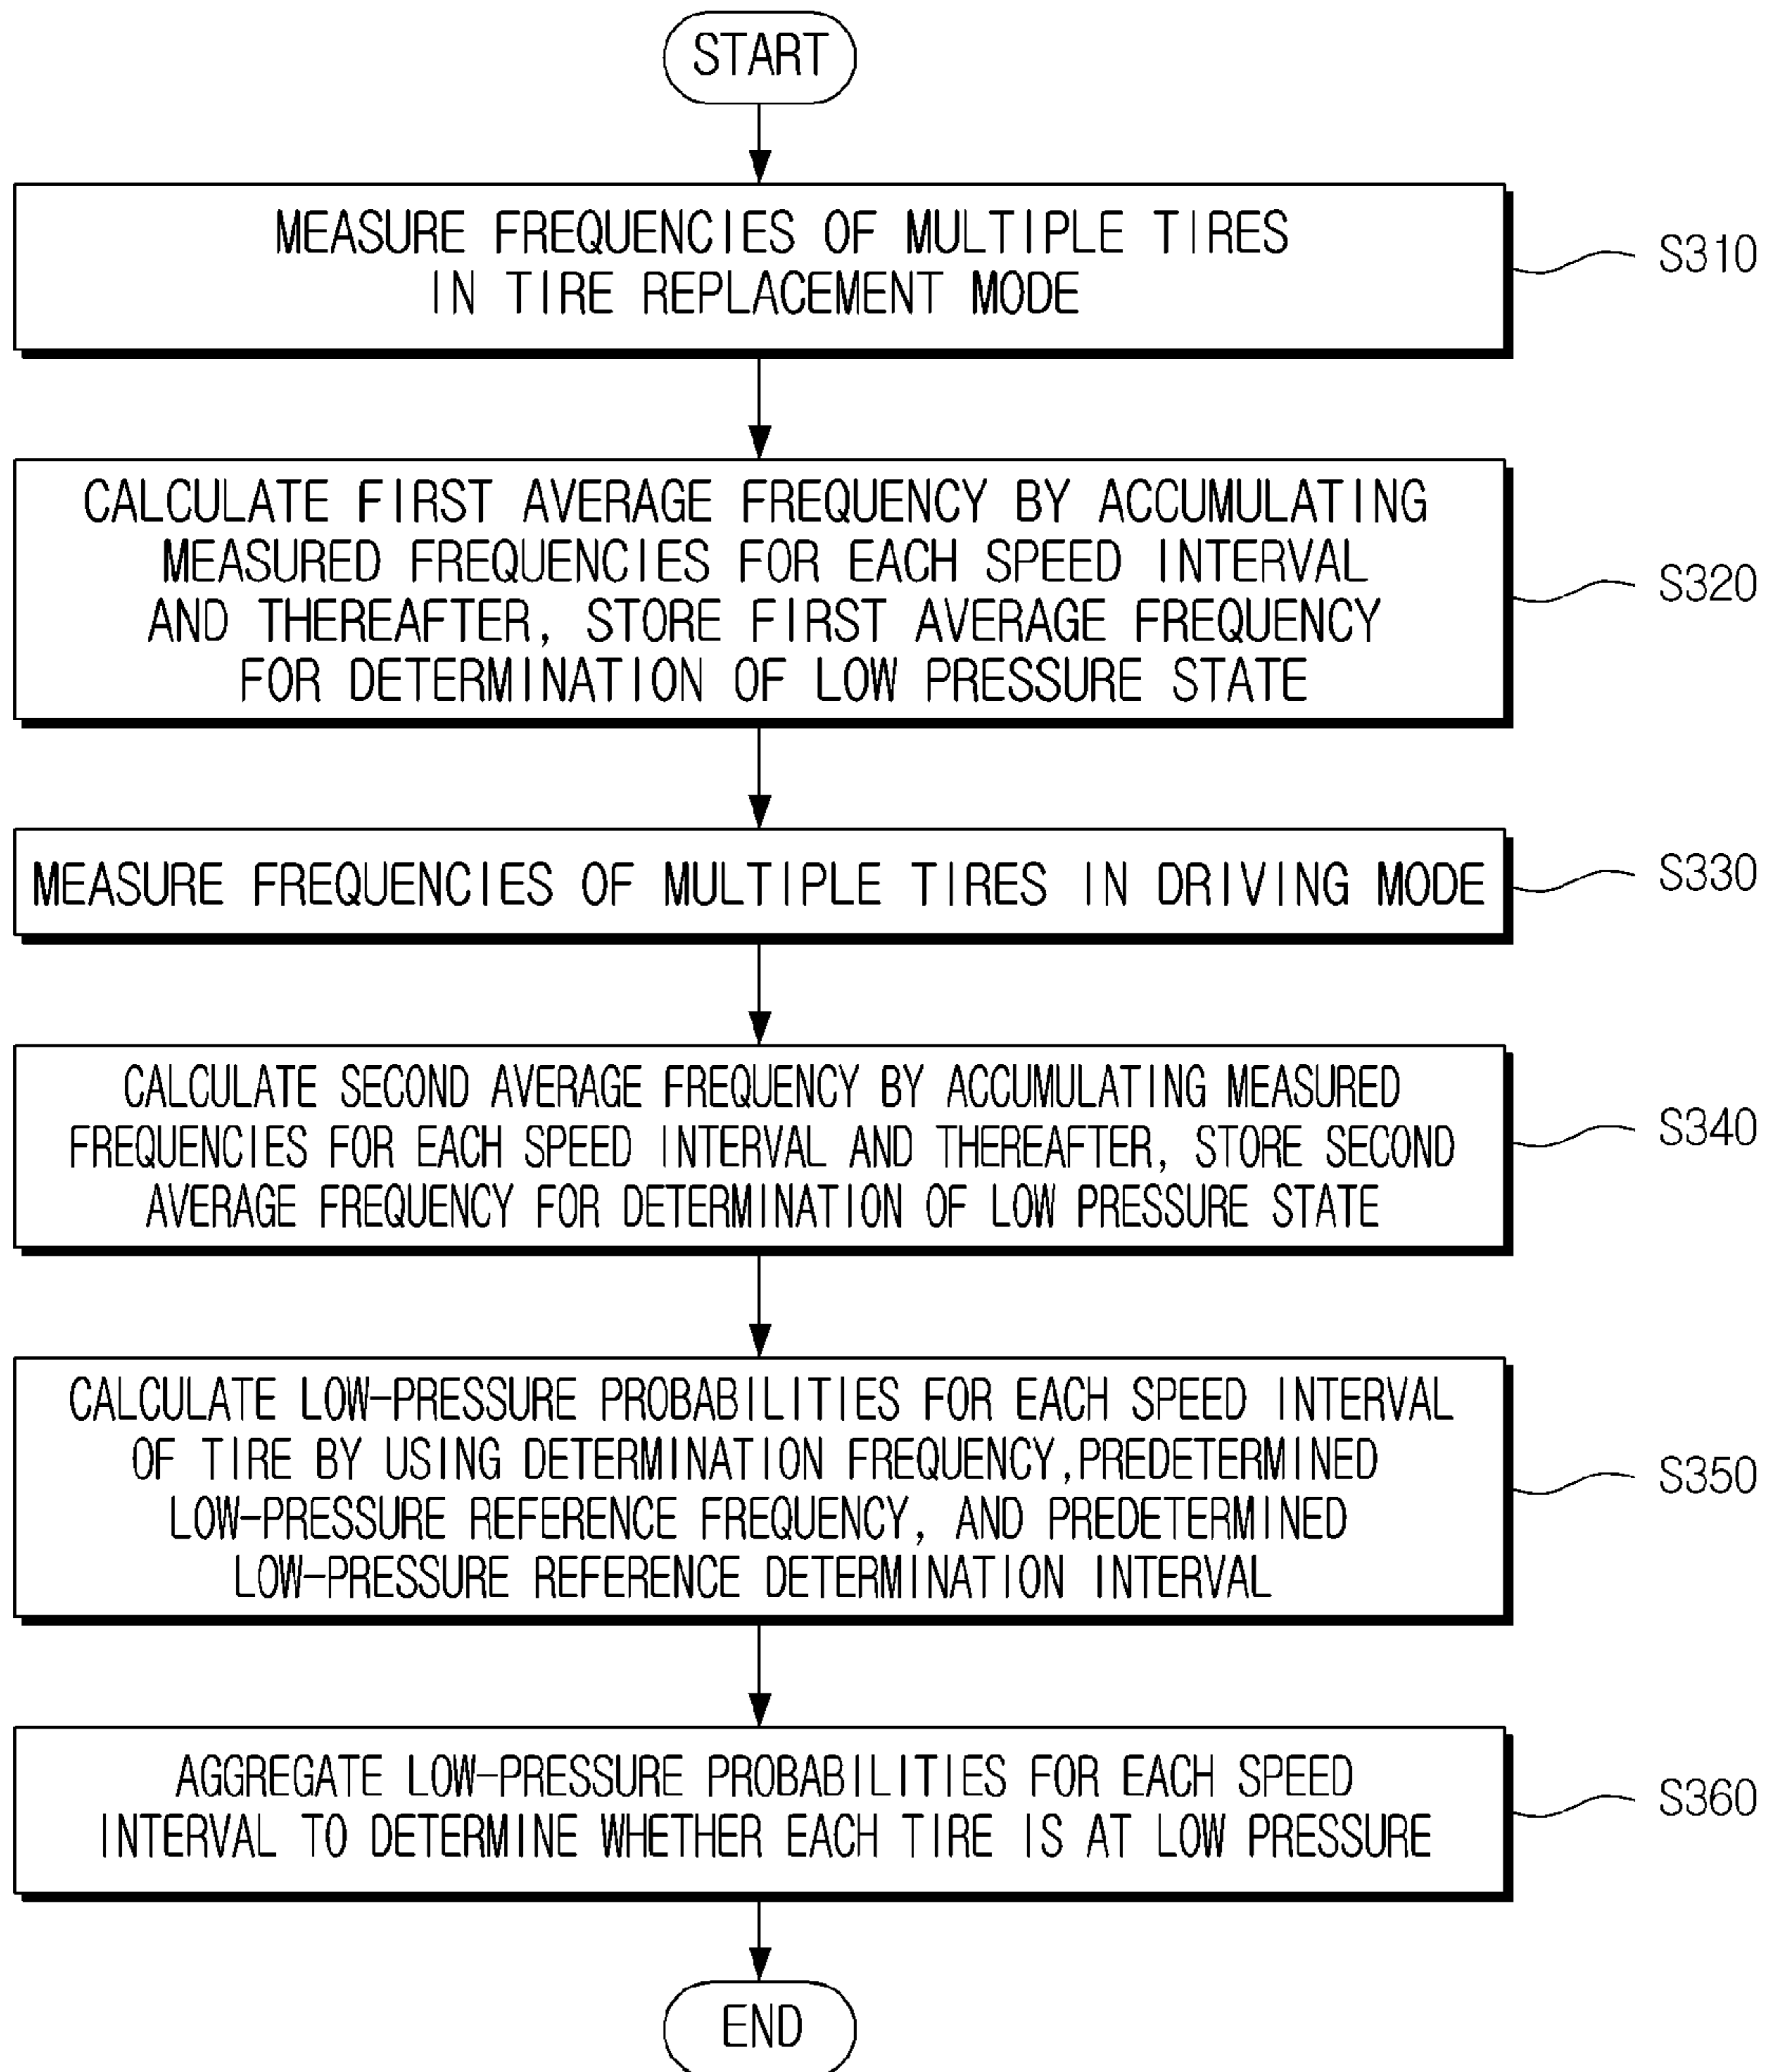 START
MEASURE FREQUENCIES OF MULTIPLE TIRES
IN TIRE REPLACEMENT MODE
S310
CALCULATE FIRST AVERAGE FREQUENCY BY ACCUMULATING
MEASURED FREQUENCIES FOR EACH SPEED INTERVAL
AND THEREAFTER, STORE FIRST AVERAGE FREQUENCY
FOR DETERMINATION OF LOW PRESSURE STATE
S320
MEASURE FREQUENCIES OF MULTIPLE TIRES IN DRIVING MODE
S330
CALCULATE SECOND AVERAGE FREQUENCY BY ACCUMULATING MEASURED
FREQUENCIES FOR EACH SPEED INTERVAL AND THEREAFTER, STORE SECOND
AVERAGE FREQUENCY FOR DETERMINATION OF LOW PRESSURE STATE
S340
CALCULATE LOW-PRESSURE PROBABILITIES FOR EACH SPEED INTERVAL
OF TIRE BY USING DETERMINATION FREQUENCY,PREDETERMINED
LOW-PRESSURE REFERENCE FREQUENCY, AND PREDETERMINED
LOW-PRESSURE REFERENCE DETERMINATION INTERVAL
S350
AGGREGATE LOW-PRESSURE PROBABILITIES FOR EACH SPEED
INTERVAL TO DETERMINE WHETHER EACH TIRE IS AT LOW PRESSURE
S360
END